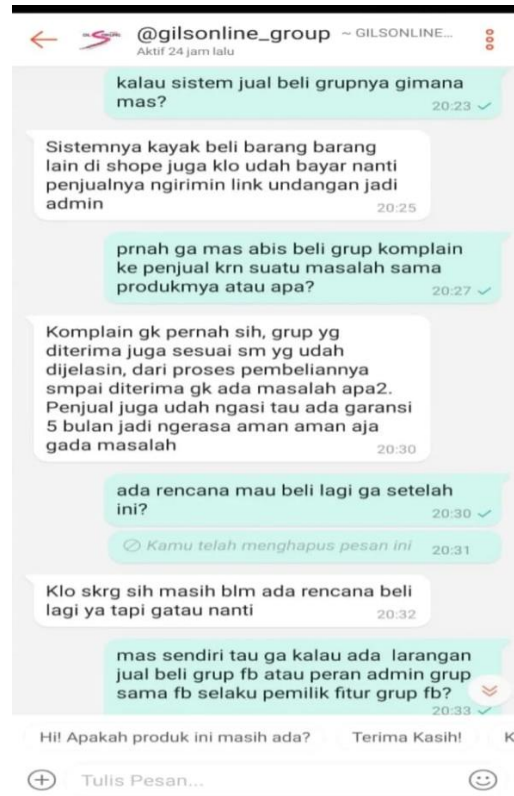 @gilsonline_group ~ GILSONLINE...
Aktif 24 jam lalu
kalau sistem jual beli grupnya gimana
mas?
20:23
Sistemnya kayak beli barang barang
lain di shope juga klo udah bayar nanti
penjualnya ngirimin link undangan jadi
admin
20:25
prnah ga mas abis beli grup komplain
ke penjual krn suatu masalah sama
produkmya atau apa?
20:27
Komplain gk pernah sih, grup yg
diterima juga sesuai sm yg udah
dijelasin, dari proses pembeliannya
smpai diterima gk ada masalah apa2.
Penjual juga udah ngasi tau ada garansi
5 bulan jadi ngerasa aman aman aja
gada masalah
20:30
ada rencana mau beli lagi ga setelah
ini?
20:30
Kamu telah menghapus pesan ini 20:31
Klo skrg sih masih blm ada rencana beli
lagi ya tapi gatau nanti
20:32
mas sendiri tau ga kalau ada larangan
jual beli grup fb atau peran admin grup
sama fb selaku pemilik fitur grup fb?
20:33
Hi! Apakah produk ini masih ada? Terima Kasih! K
Tulis Pesan...